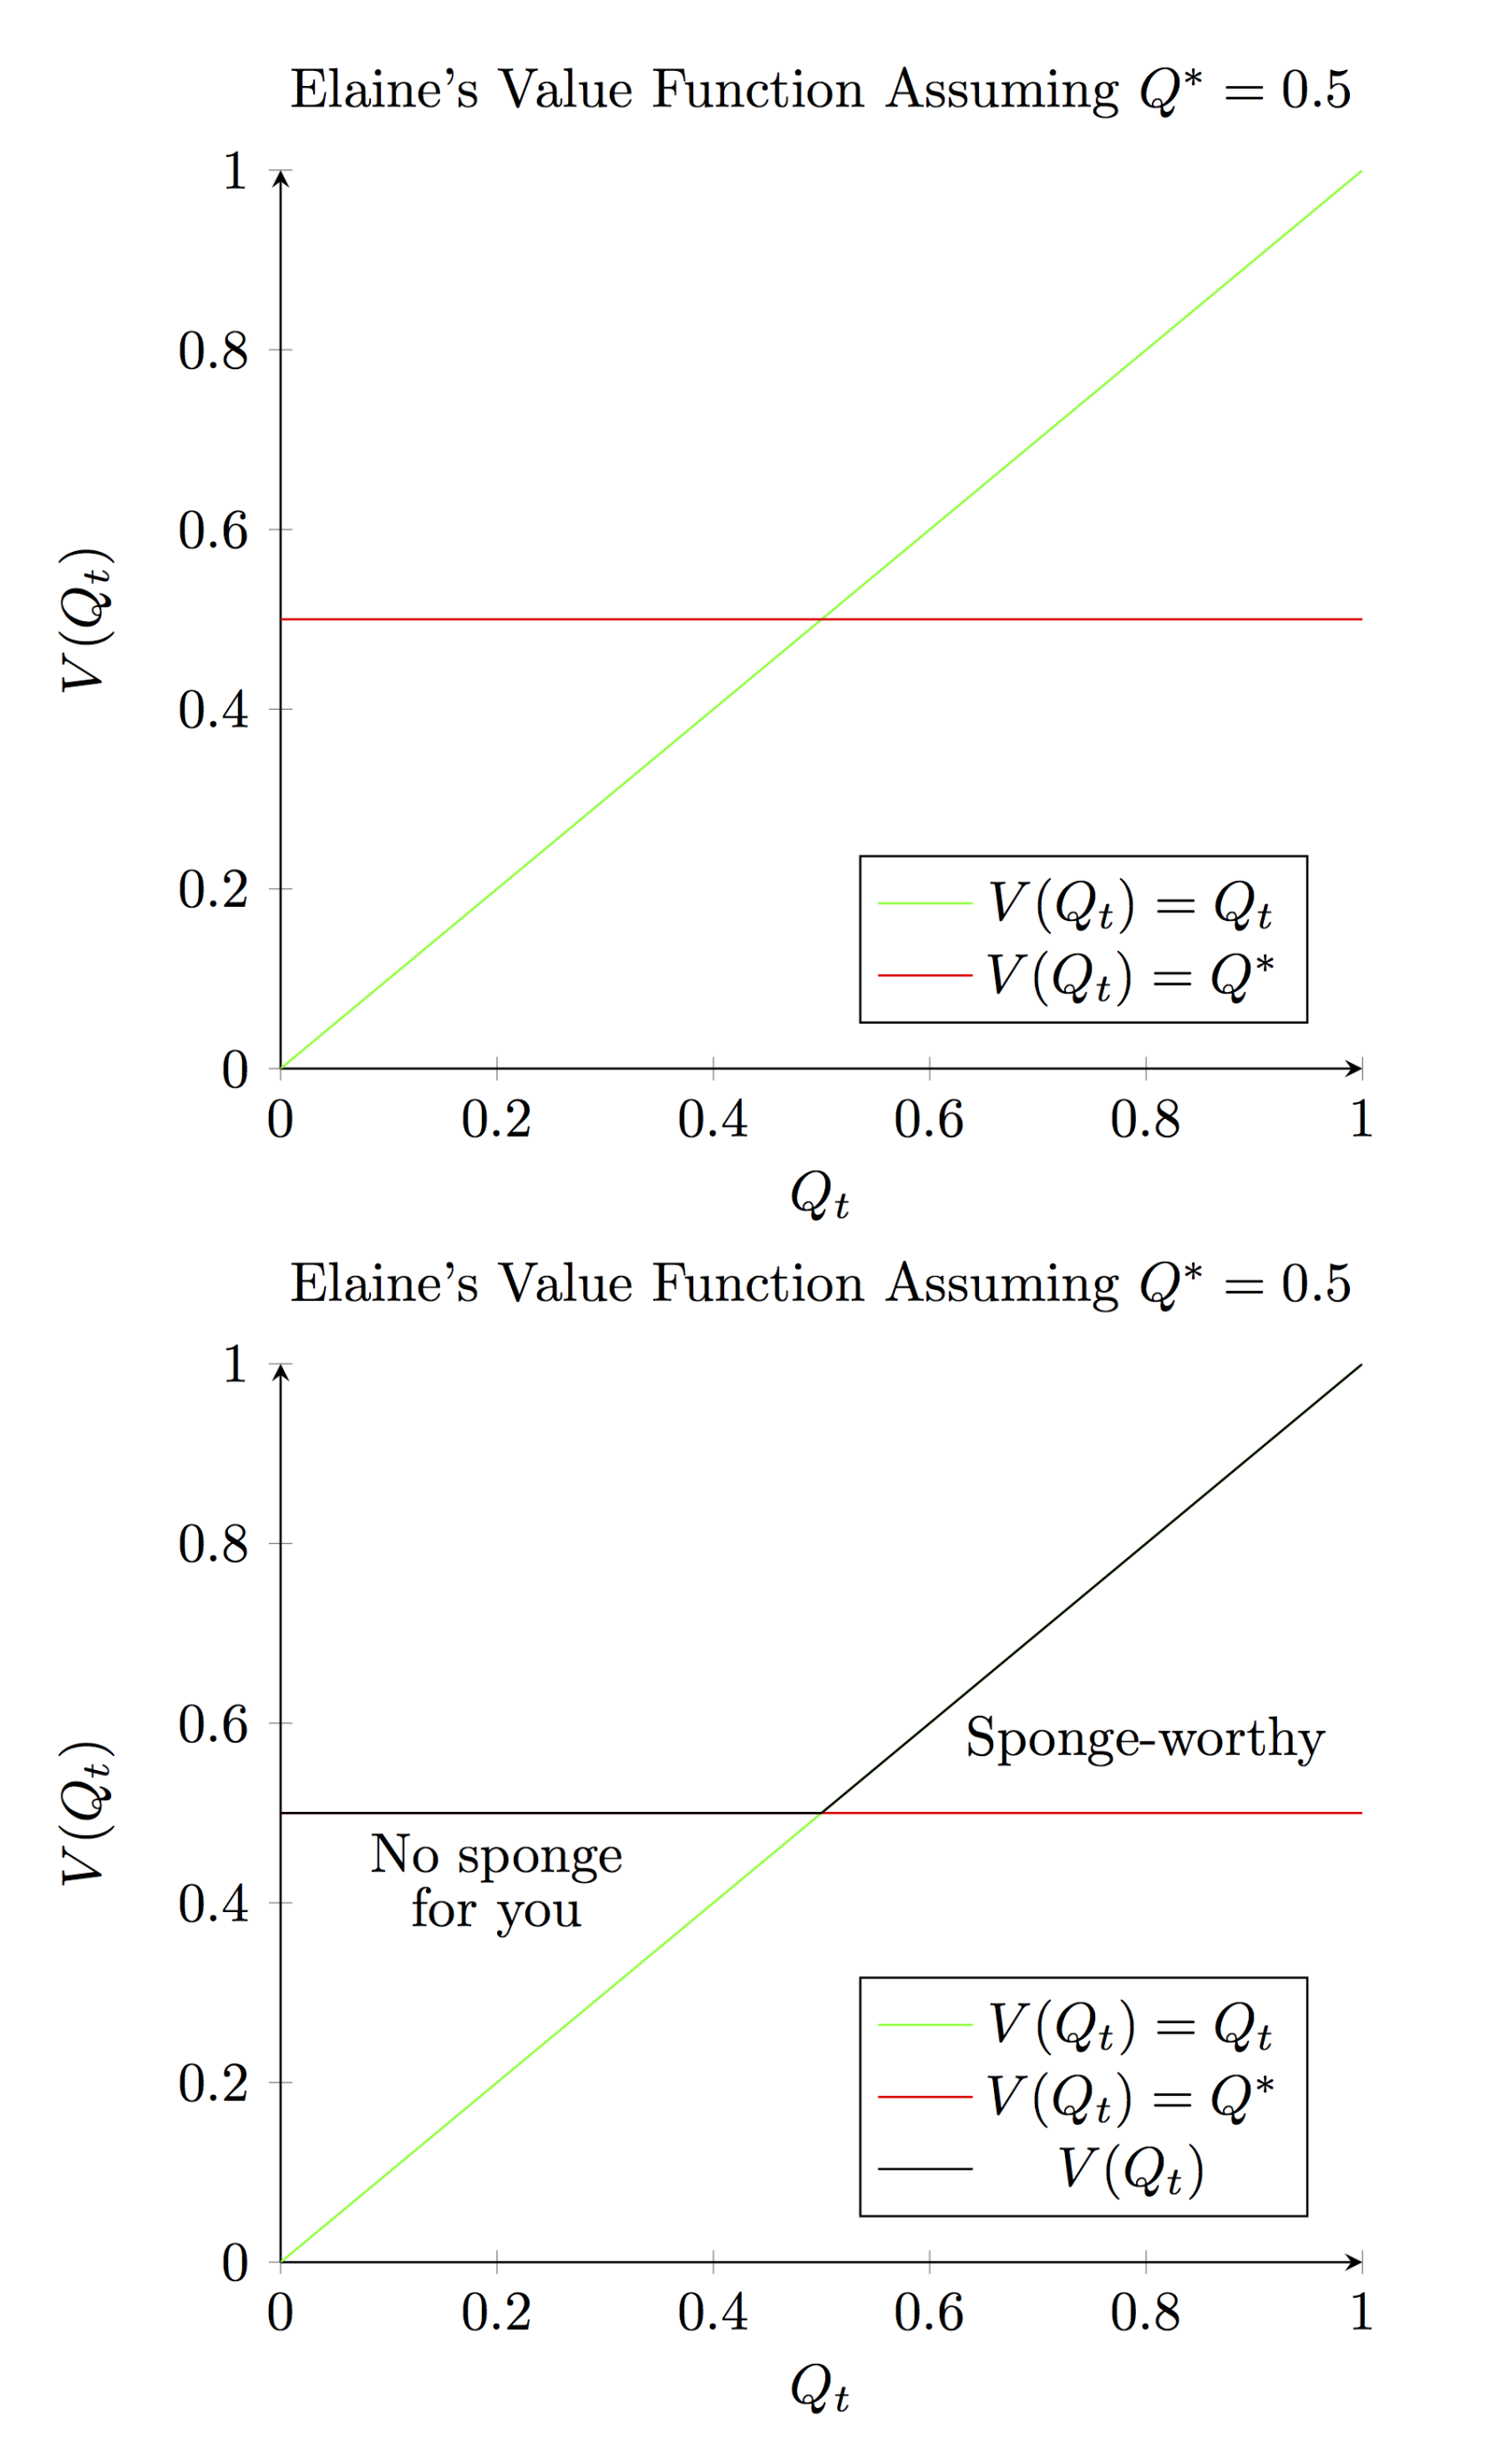 Elaine's Value Function Assuming Q* = 0.5
1
0.8
0.6
0.4
0.2
0
V(Q_t)
V(Q_t) = Q_t
V(Q_t) = Q*
0 0.2 0.4 0.6 0.8 1
Q_t
Elaine's Value Function Assuming Q* = 0.5
1
0.8
0.6
0.4
0.2
0
V(Q_t)
Sponge-worthy
No sponge
for you
V(Q_t) = Q_t
V(Q_t) = Q*
V(Q_t)
0 0.2 0.4 0.6 0.8 1
Q_t